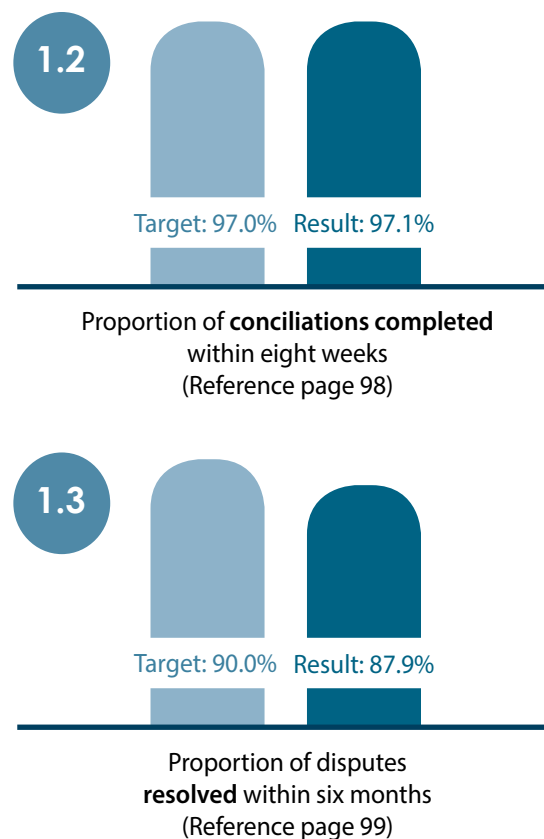 1.2
Target: 97.0% Result: 97.1%
Proportion of conciliations completed
within eight weeks
(Reference page 98)
1.3
Target: 90.0% Result: 87.9%
Proportion of disputes
resolved within six months
(Reference page 99)